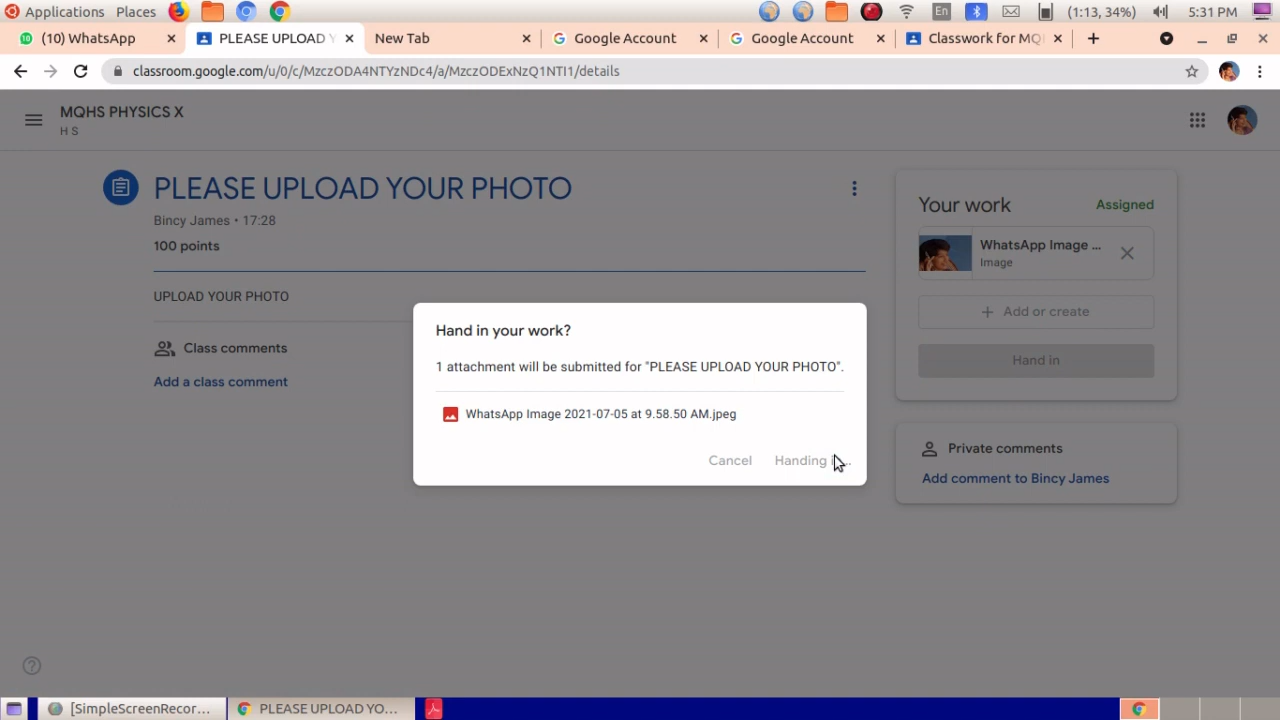 Applications Places En (1:13, 34%) 5:31 PM
(10) WhatsApp PLEASE UPLOAD Y New Tab Google Account Google Account Classwork for MQ
classroom.google.com/u/0/c/MzczODA4NTYzNDc4/a/MzczODExNzQ1NTI1/details
MQHS PHYSICS X
H S
PLEASE UPLOAD YOUR PHOTO
Bincy James • 17:28
100 points
UPLOAD YOUR PHOTO
Class comments
Add a class comment
Your work Assigned
WhatsApp Image ...
Image
+ Add or create
Hand in
Private comments
Add comment to Bincy James
Hand in your work?
1 attachment will be submitted for "PLEASE UPLOAD YOUR PHOTO".
WhatsApp Image 2021-07-05 at 9.58.50 AM.jpeg
Cancel Handing
[SimpleScreenRecor... PLEASE UPLOAD YO...